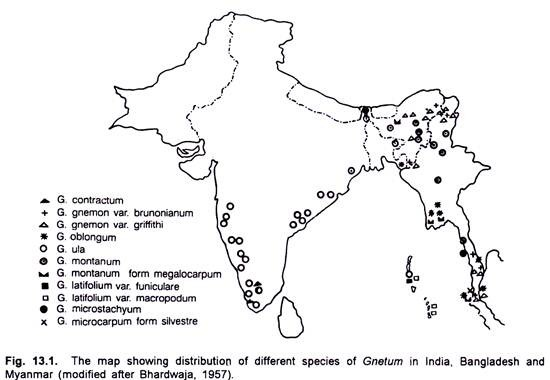 G. contractum
G. gnemon var. brunonianum
G. gnemon var. griffithi
G. oblongum
G. ula
G. montanum
G. montanum form megalocarpum
G. latifolium var. funiculare
G. latifolium var. macropodum
G. microstachyum
G. microcarpum form silvestre
Fig. 13.1. The map showing distribution of different species of Gnetum in India, Bangladesh and
Myanmar (modified after Bhardwaja, 1957).